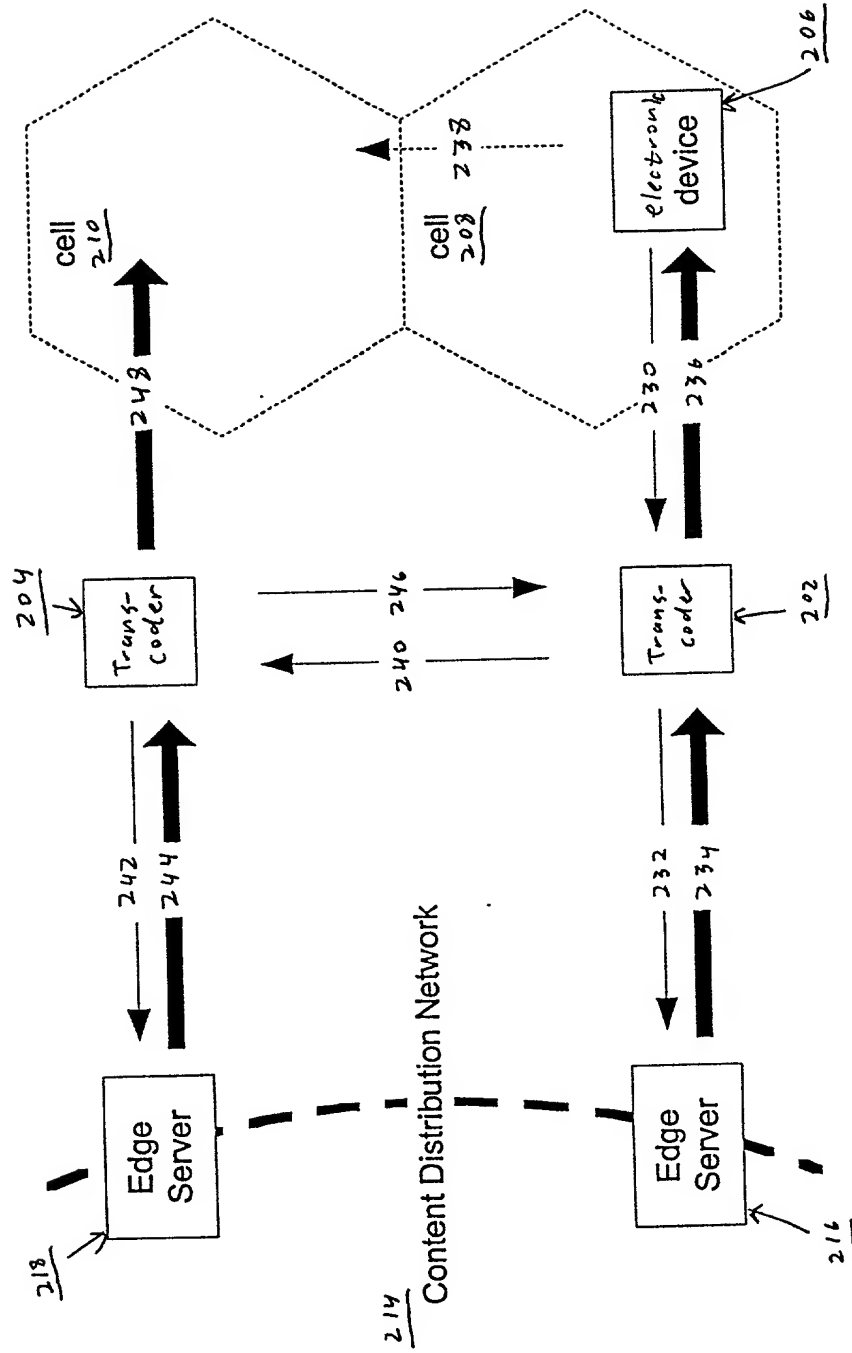 218
204
cell
210
Edge
Server
242
244
Trans-
coder
248
214
Content Distribution Network
240
246
cell
208
238
Edge
Server
232
234
Trans-
coder
230
236
electronic
device
216
202
206